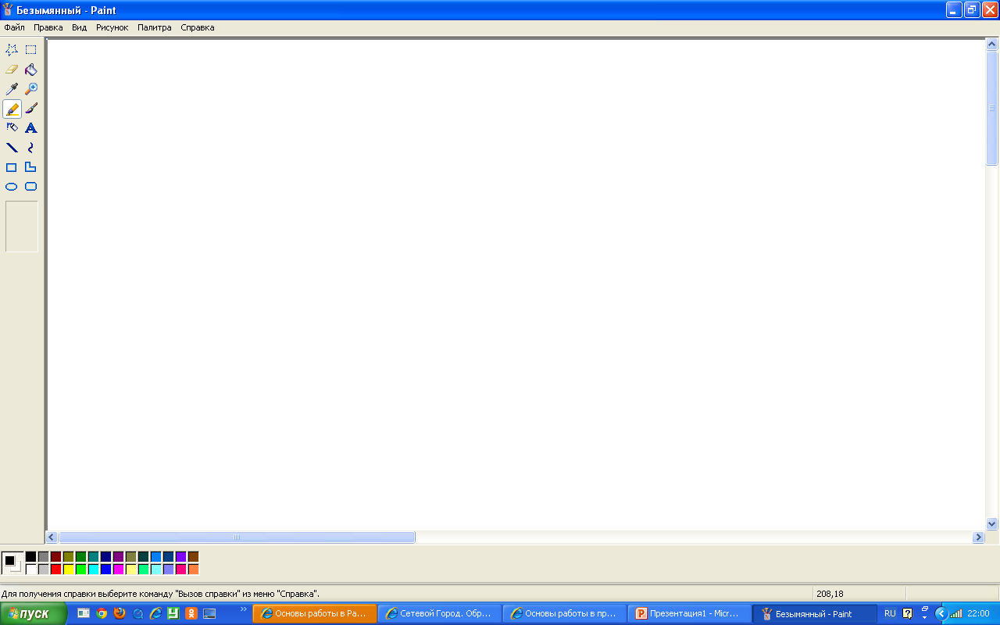 Безымянный - Paint
Файл Правка Вид Рисунок Палитра Справка
Для получения справки выберите команду "Вызов справки" из меню "Справка".
208,18
пуск
Основы работы в Pa...
Сетевой Город. Обр...
Основы работы в пр...
Презентация1 - Micr...
Безымянный - Paint
RU
22:00